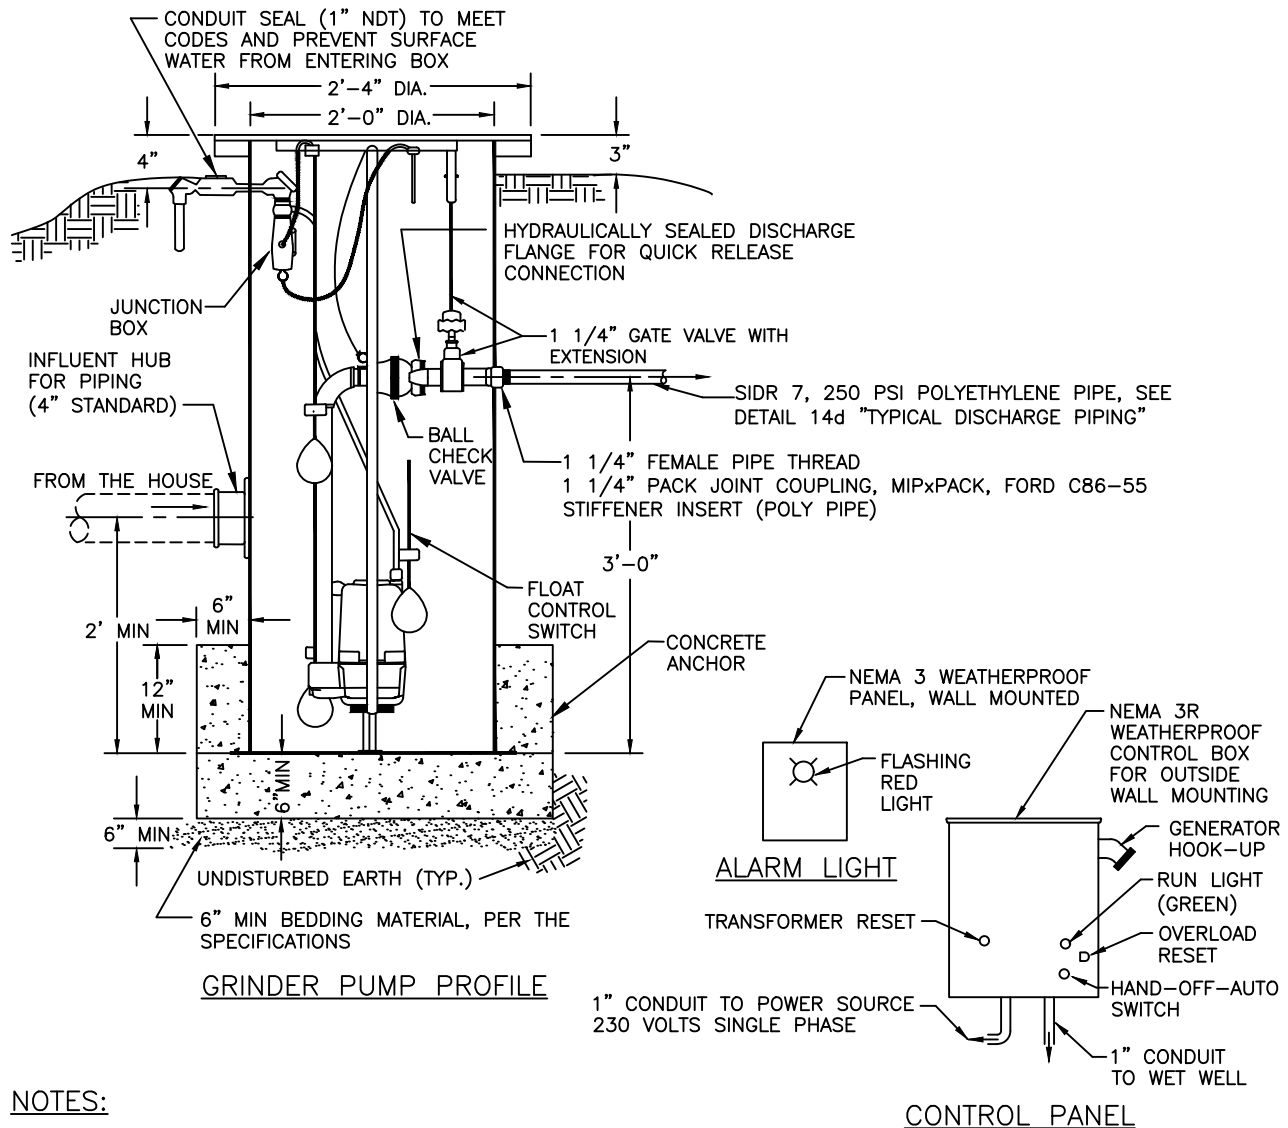 CONDUIT SEAL (1" NDT) TO MEET
CODES AND PREVENT SURFACE
WATER FROM ENTERING BOX
2'-4" DIA.
2'-0" DIA.
4"
3"
HYDRAULICALLY SEALED DISCHARGE
FLANGE FOR QUICK RELEASE
CONNECTION
JUNCTION
BOX
1 1/4" GATE VALVE WITH
EXTENSION
INFLUENT HUB
FOR PIPING
(4" STANDARD)
SIDR 7, 250 PSI POLYETHYLENE PIPE, SEE
DETAIL 14d "TYPICAL DISCHARGE PIPING"
BALL
CHECK
VALVE
1 1/4" FEMALE PIPE THREAD
1 1/4" PACK JOINT COUPLING, MIPxPACK, FORD C86-55
STIFFENER INSERT (POLY PIPE)
FROM THE HOUSE
3'-0"
FLOAT
CONTROL
SWITCH
6"
MIN
2' MIN
CONCRETE
ANCHOR
12"
MIN
6" MIN
6" MIN
UNDISTURBED EARTH (TYP.)
6" MIN BEDDING MATERIAL, PER THE
SPECIFICATIONS
GRINDER PUMP PROFILE
NEMA 3 WEATHERPROOF
PANEL, WALL MOUNTED
FLASHING
RED
LIGHT
ALARM LIGHT
NEMA 3R
WEATHERPROOF
CONTROL BOX
FOR OUTSIDE
WALL MOUNTING
GENERATOR
HOOK-UP
RUN LIGHT
(GREEN)
TRANSFORMER RESET
OVERLOAD
RESET
HAND-OFF-AUTO
SWITCH
1" CONDUIT TO POWER SOURCE
230 VOLTS SINGLE PHASE
1" CONDUIT
TO WET WELL
CONTROL PANEL
NOTES: